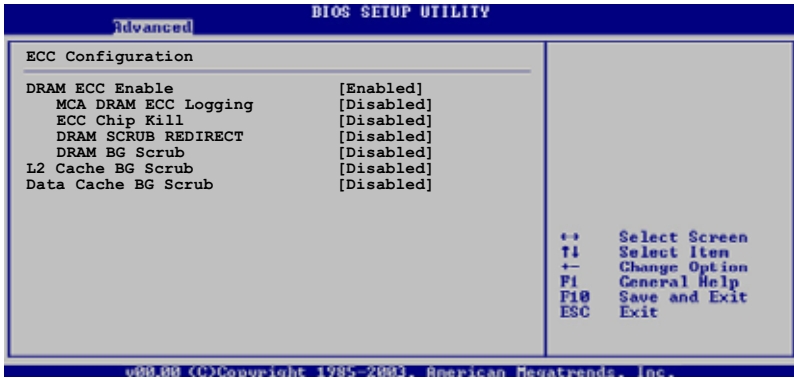 BIOS SETUP UTILITY
Advanced
ECC Configuration
DRAM ECC Enable [Enabled]
MCA DRAM ECC Logging [Disabled]
ECC Chip Kill [Disabled]
DRAM SCRUB REDIRECT [Disabled]
DRAM BG Scrub [Disabled]
L2 Cache BG Scrub [Disabled]
Data Cache BG Scrub [Disabled]
←→ Select Screen
↑↓ Select Item
+- Change Option
F1 General Help
F10 Save and Exit
ESC Exit
v00.00 (C)Copyright 1985-2003, American Megatrends, Inc.